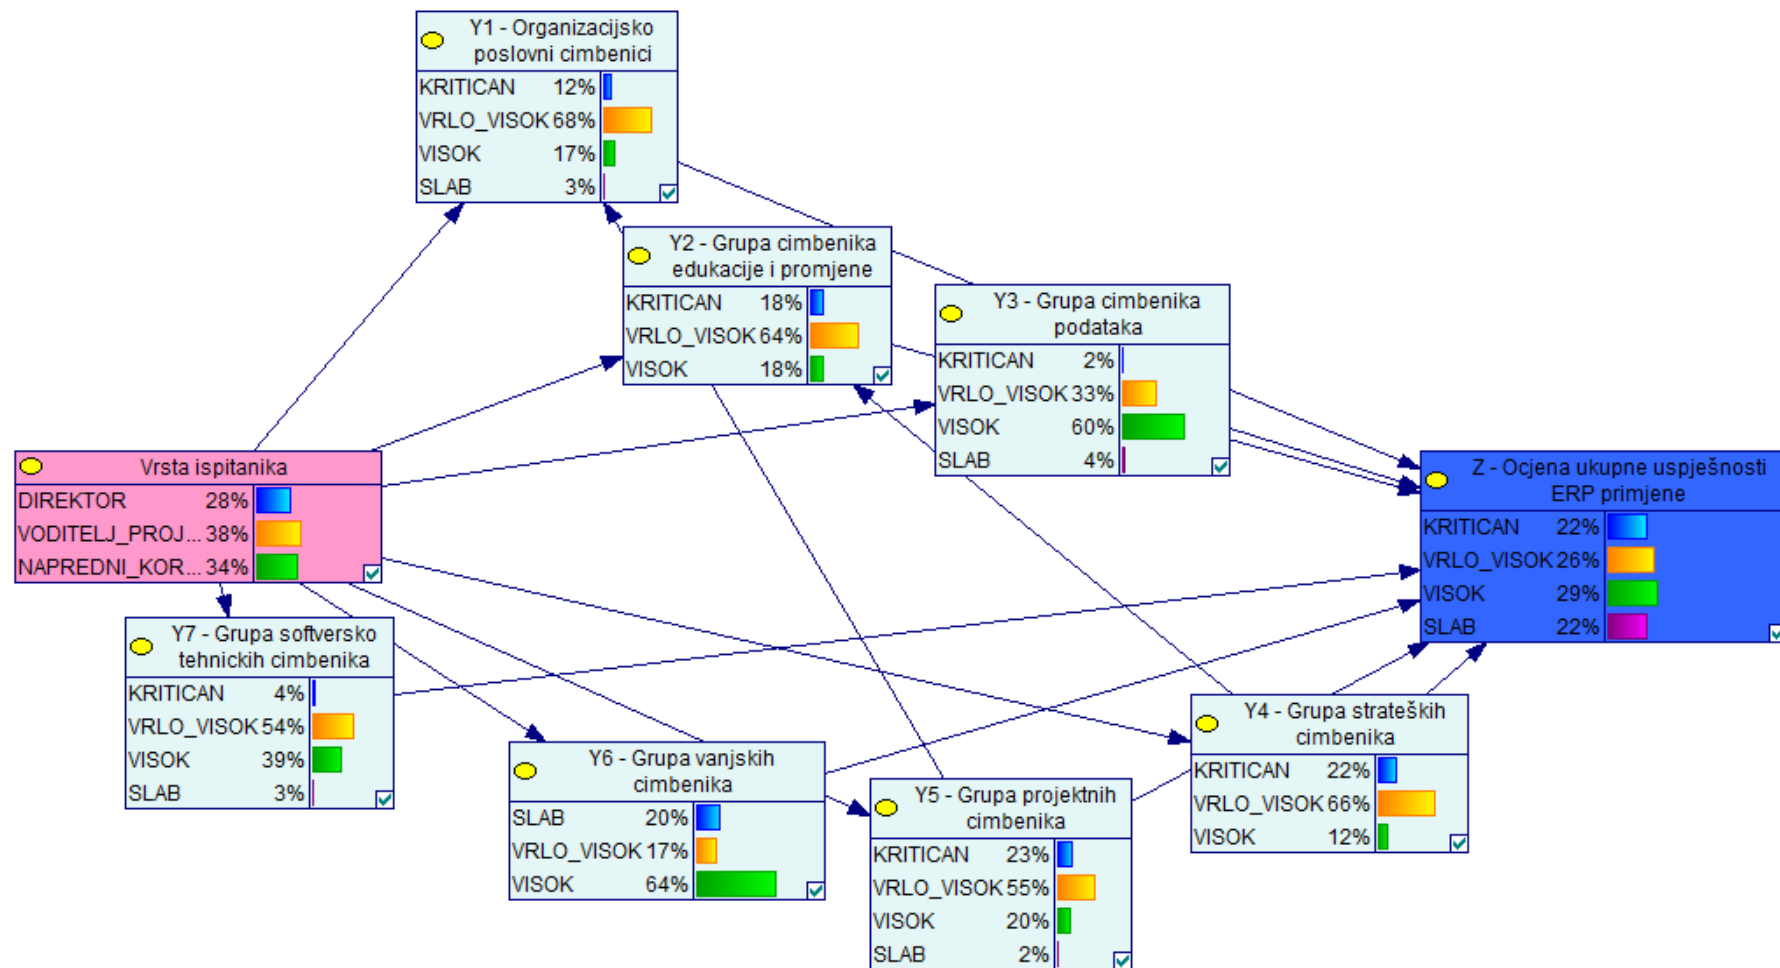 Y1 - Organizacijsko
poslovni cimbenici
KRITICAN 12%
VRLO_VISOK 68%
VISOK 17%
SLAB 3%
Y2 - Grupa cimbenika
edukacije i promjene
KRITICAN 18%
VRLO_VISOK 64%
VISOK 18%
Y3 - Grupa cimbenika
podataka
KRITICAN 2%
VRLO_VISOK 33%
VISOK 60%
SLAB 4%
Vrsta ispitanika
DIREKTOR 28%
VODITELJ_PROJ... 38%
NAPREDNI_KOR... 34%
Z - Ocjena ukupne uspješnosti
ERP primjene
KRITICAN 22%
VRLO_VISOK 26%
VISOK 29%
SLAB 22%
Y7 - Grupa softversko
tehnickih cimbenika
KRITICAN 4%
VRLO_VISOK 54%
VISOK 39%
SLAB 3%
Y6 - Grupa vanjskih
cimbenika
SLAB 20%
VRLO_VISOK 17%
VISOK 64%
Y5 - Grupa projektnih
cimbenika
KRITICAN 23%
VRLO_VISOK 55%
VISOK 20%
SLAB 2%
Y4 - Grupa strateških
cimbenika
KRITICAN 22%
VRLO_VISOK 66%
VISOK 12%